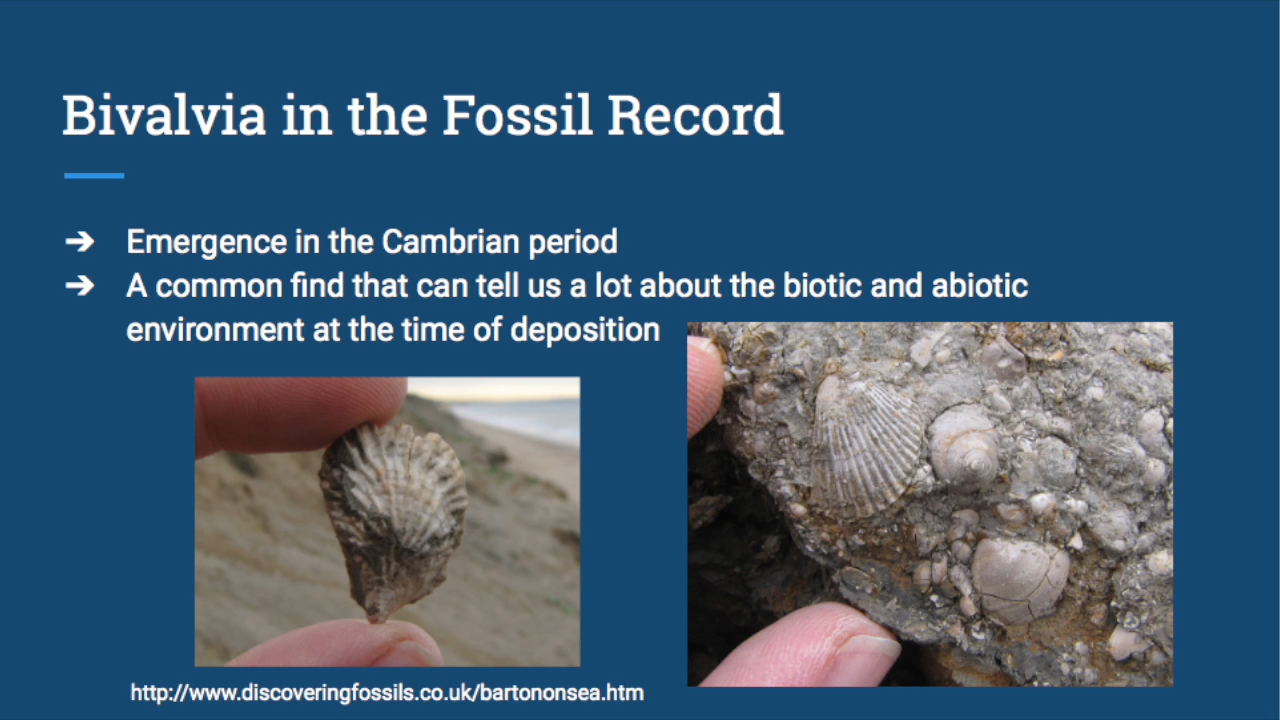 Bivalvia in the Fossil Record
➔ Emergence in the Cambrian period
➔ A common find that can tell us a lot about the biotic and abiotic
environment at the time of deposition
http://www.discoveringfossils.co.uk/bartononsea.htm